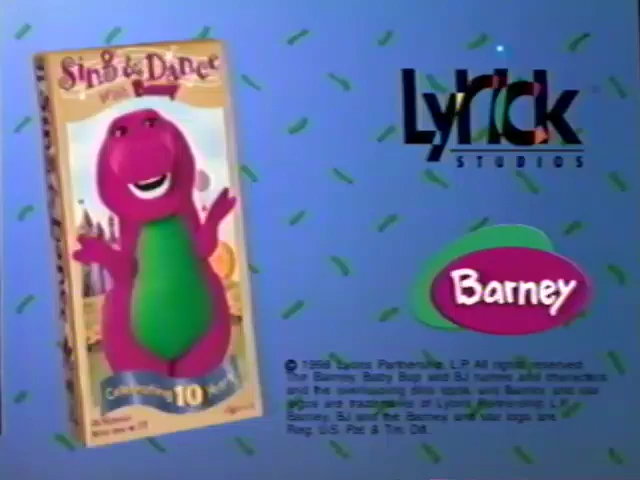 Sing & Dance
with Barney
Celebrating 10 Years
Lyrick
STUDIOS
Barney
© 1998 Lyons Partnership, L.P. All rights reserved.
The Barney, Baby Bop and BJ names and characters
and the overlapping dino spots and Barney and star
logos are trademarks of Lyons Partnership, L.P.
Barney, BJ and the Barney and star logo are
Reg. U.S. Pat. & Tm. Off.